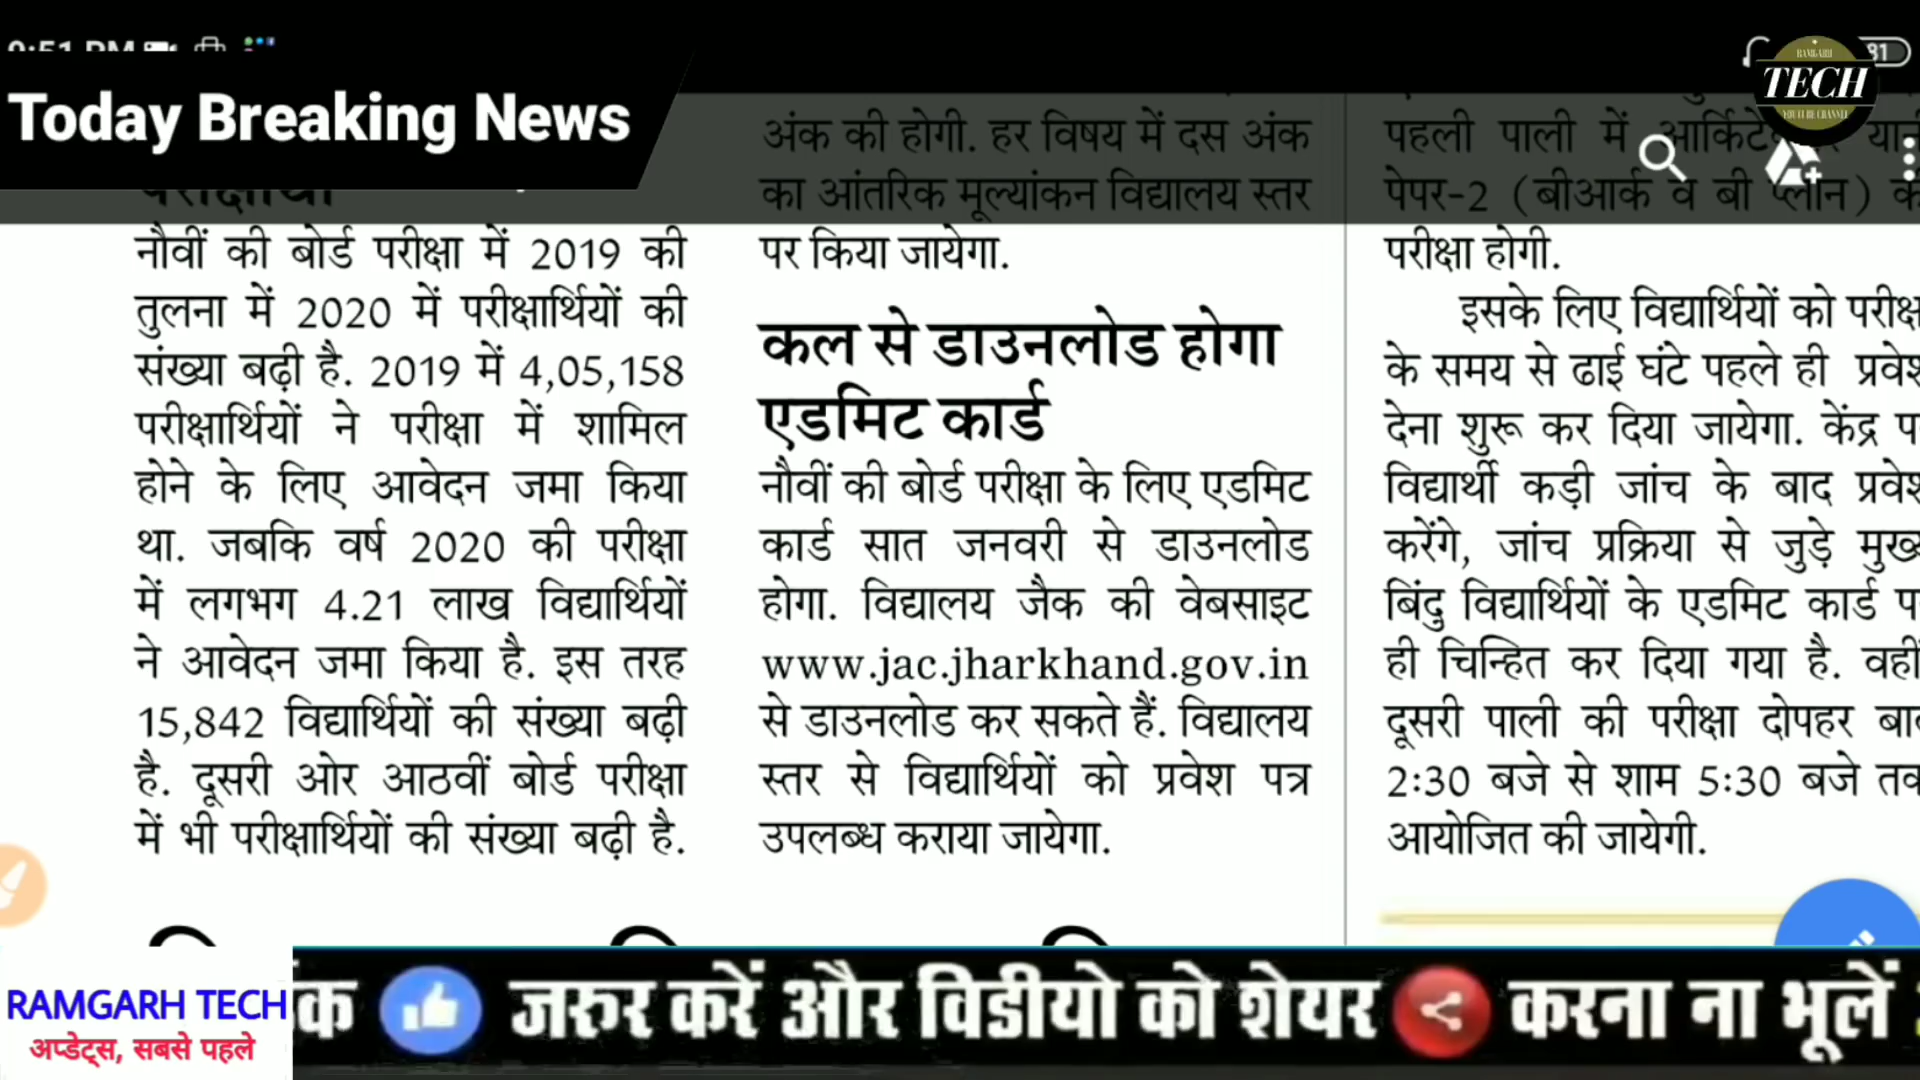 Today Breaking News
RAMGARH
TECH
YOUTUBE CHANNEL
नौवीं की बोर्ड परीक्षा में 2019 की
तुलना में 2020 में परीक्षार्थियों की
संख्या बढ़ी है. 2019 में 4,05,158
परीक्षार्थियों ने परीक्षा में शामिल
होने के लिए आवेदन जमा किया
था. जबकि वर्ष 2020 की परीक्षा
में लगभग 4.21 लाख विद्यार्थियों
ने आवेदन जमा किया है. इस तरह
15,842 विद्यार्थियों की संख्या बढ़ी
है. दूसरी ओर आठवीं बोर्ड परीक्षा
में भी परीक्षार्थियों की संख्या बढ़ी है.
अंक की होगी. हर विषय में दस अंक
का आंतरिक मूल्यांकन विद्यालय स्तर
पर किया जायेगा.
कल से डाउनलोड होगा
एडमिट कार्ड
नौवीं की बोर्ड परीक्षा के लिए एडमिट
कार्ड सात जनवरी से डाउनलोड
होगा. विद्यालय जैक की वेबसाइट
www.jac.jharkhand.gov.in
से डाउनलोड कर सकते हैं. विद्यालय
स्तर से विद्यार्थियों को प्रवेश पत्र
उपलब्ध कराया जायेगा.
पहली पाली में
पेपर-2 (बीआर्क व बी प्लान)
परीक्षा होगी.
इसके लिए विद्यार्थियों को
के समय से ढाई घंटे पहले ही
देना शुरू कर दिया जायेगा. केंद्र
विद्यार्थी कड़ी जांच के बाद
करेंगे, जांच प्रक्रिया से जुड़े
बिंदु विद्यार्थियों के एडमिट कार्ड
ही चिन्हित कर दिया गया है.
दूसरी पाली की परीक्षा दोपहर
2:30 बजे से शाम 5:30 बजे
आयोजित की जायेगी.
RAMGARH TECH
अप्डेट्स, सबसे पहले
जरुर करें और विडीयो को शेयर करना ना भूलें